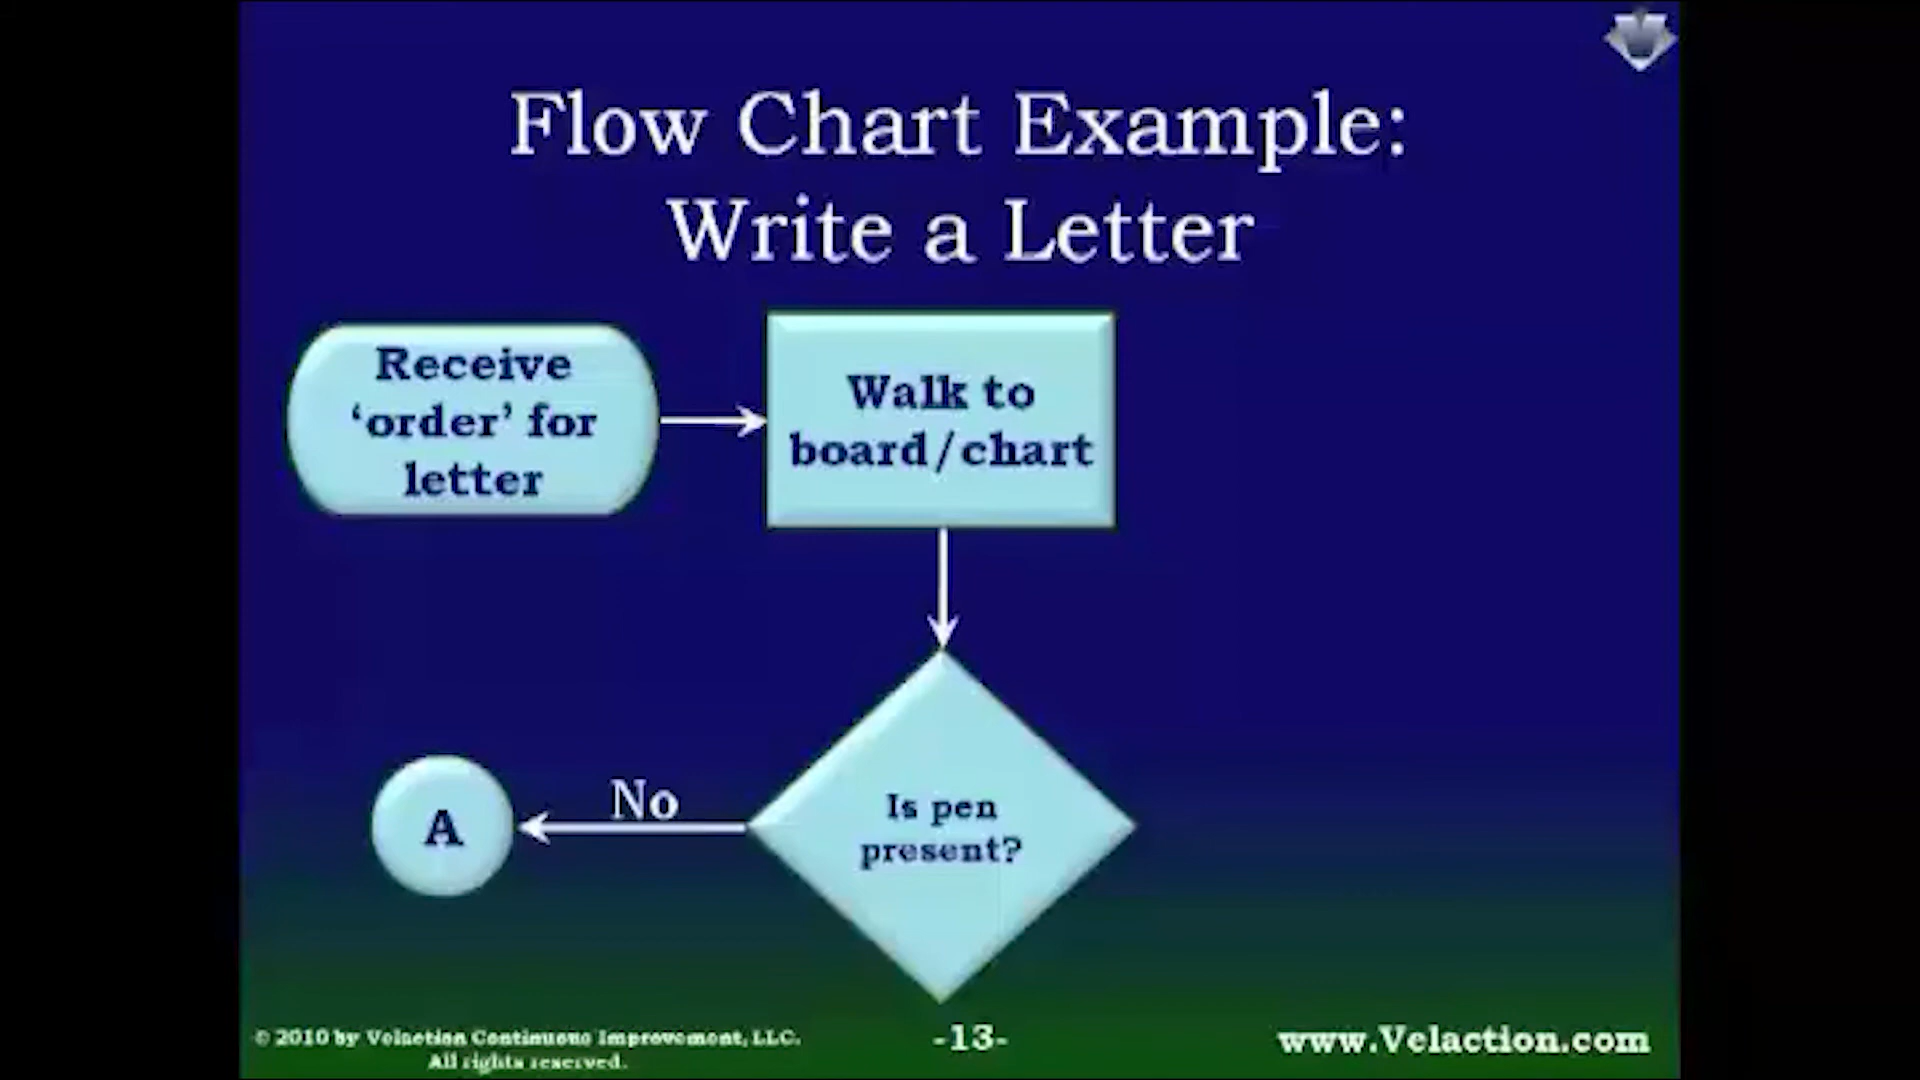 Flow Chart Example:
Write a Letter
Receive
‘order’ for
letter
Walk to
board/chart
Is pen
present?
No
A
© 2010 by Velaction Continuous Improvement, LLC.
All rights reserved.
-13-
www.Velaction.com